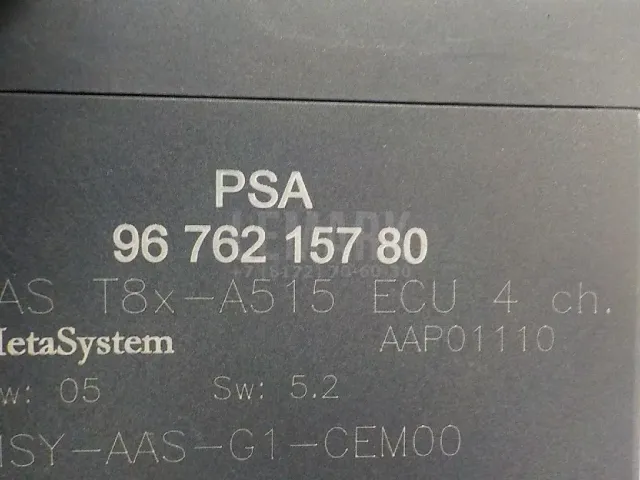 PSA
96 762 157 80
AS T8x-A515 ECU 4 ch.
MetaSystem
AAP01110
w: 05 Sw: 5.2
MSY-AAS-G1-CEM00